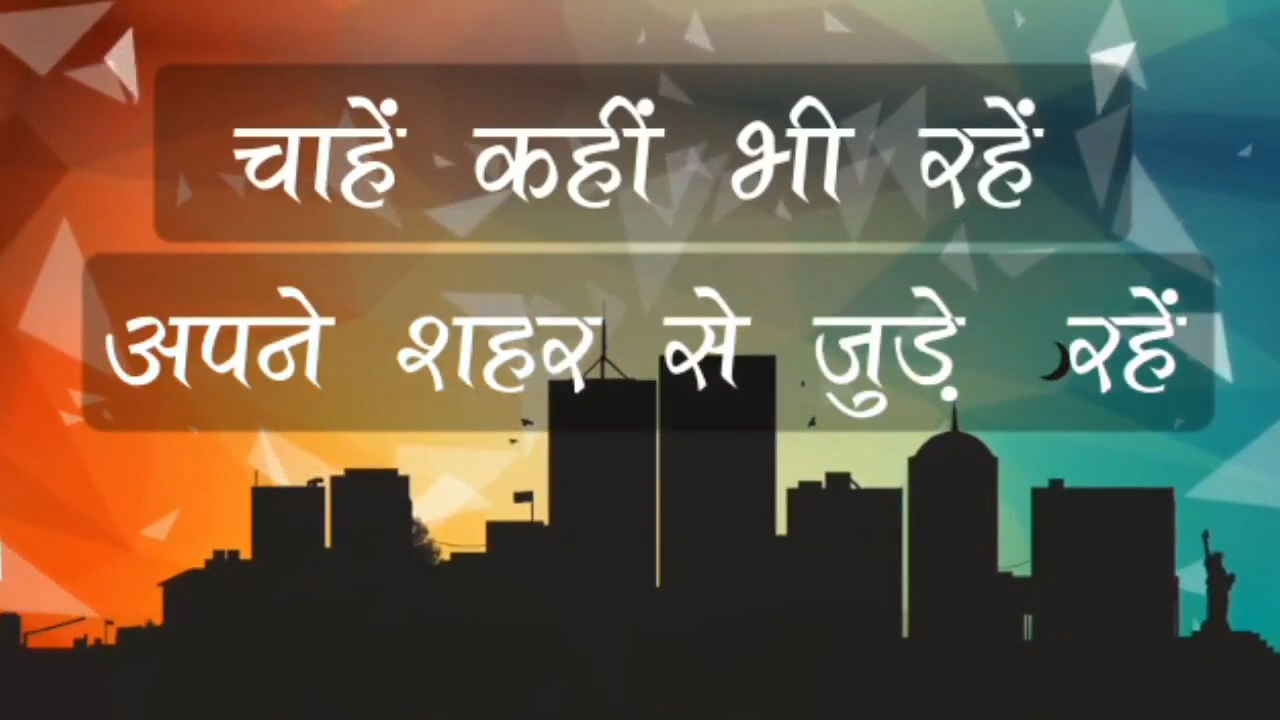 चाहें कहीं भी रहें
अपने शहर से जुड़े रहें